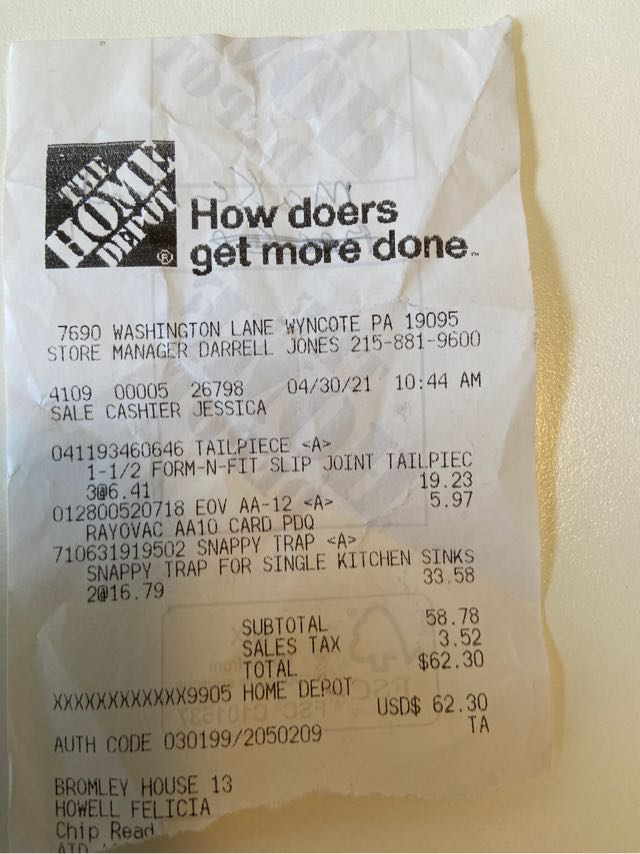 THE
HOME
DEPOT
®
How doers
get more done.™
7690 WASHINGTON LANE WYNCOTE PA 19095
STORE MANAGER DARRELL JONES 215-881-9600
4109 00005 26798 04/30/21 10:44 AM
SALE CASHIER JESSICA
041193460646 TAILPIECE <A>
1-1/2 FORM-N-FIT SLIP JOINT TAILPIEC
3@6.41 19.23
012800520718 EOV AA-12 <A> 5.97
RAYOVAC AA10 CARD PDQ
710631919502 SNAPPY TRAP <A>
SNAPPY TRAP FOR SINGLE KITCHEN SINKS
2@16.79 33.58
SUBTOTAL 58.78
SALES TAX 3.52
TOTAL $62.30
XXXXXXXXXXXX9905 HOME DEPOT
USD$ 62.30
AUTH CODE 030199/2050209 TA
BROMLEY HOUSE 13
HOWELL FELICIA
Chip Read
AID